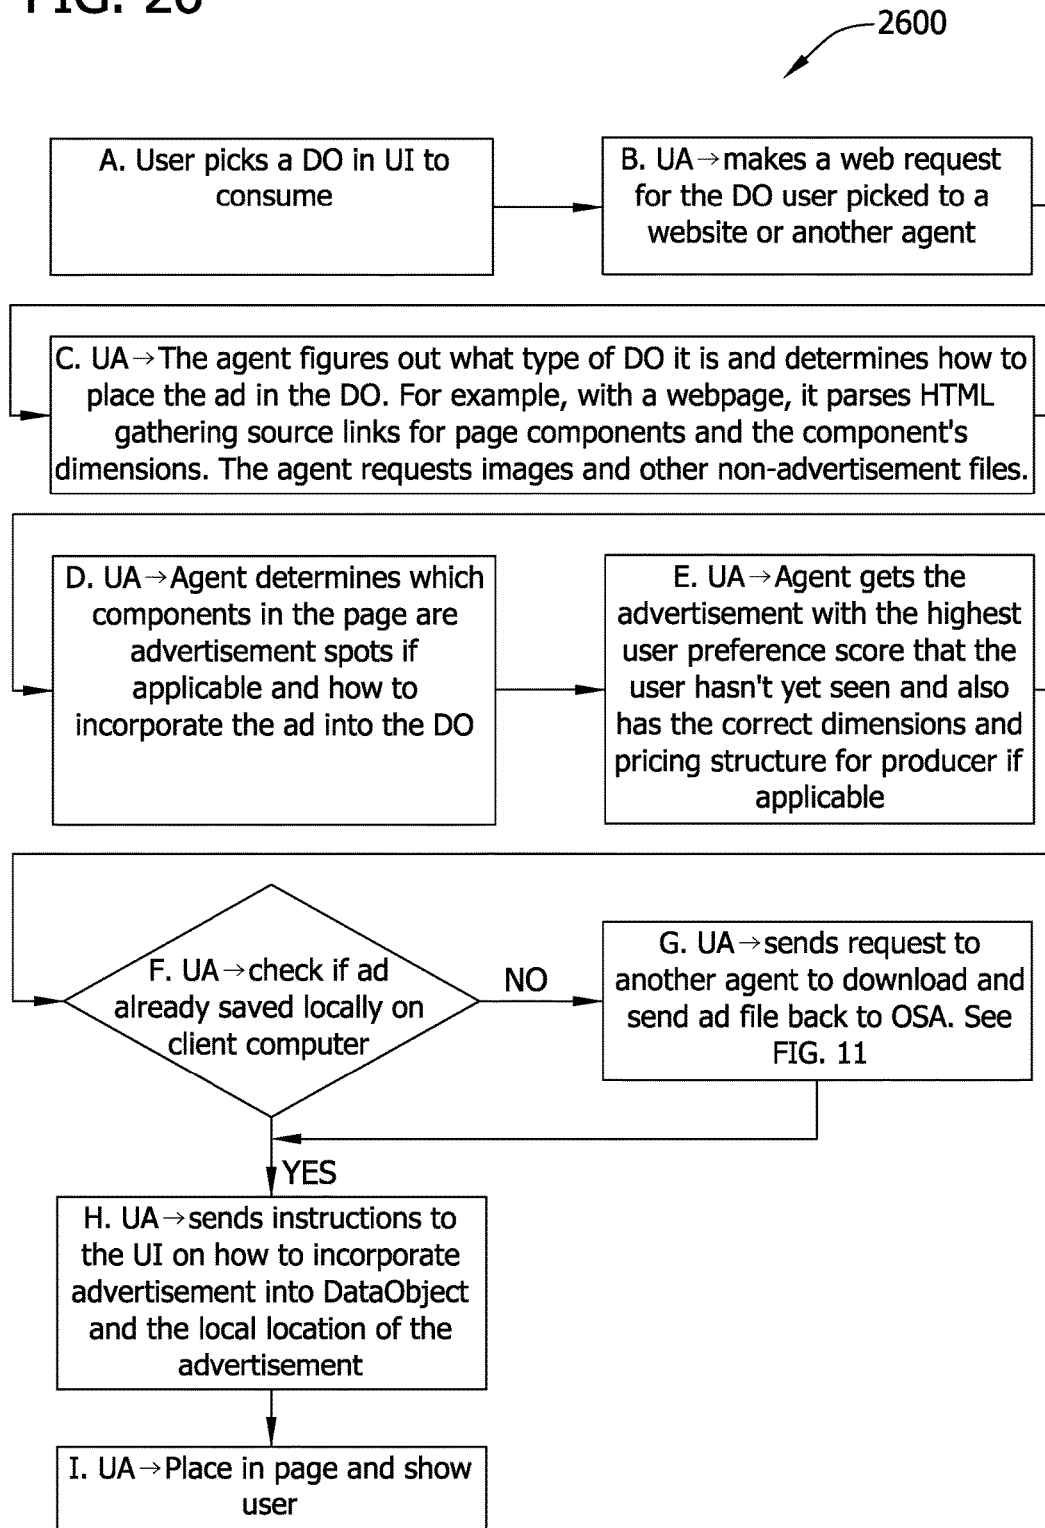 FIG. 26
2600
A. User picks a DO in UI to
consume
B. UA→makes a web request
for the DO user picked to a
website or another agent
C. UA→The agent figures out what type of DO it is and determines how to
place the ad in the DO. For example, with a webpage, it parses HTML
gathering source links for page components and the component's
dimensions. The agent requests images and other non-advertisement files.
D. UA→Agent determines which
components in the page are
advertisement spots if
applicable and how to
incorporate the ad into the DO
E. UA→Agent gets the
advertisement with the highest
user preference score that the
user hasn't yet seen and also
has the correct dimensions and
pricing structure for producer if
applicable
F. UA→check if ad
already saved locally on
client computer
NO
G. UA→sends request to
another agent to download and
send ad file back to OSA. See
FIG. 11
YES
H. UA→sends instructions to
the UI on how to incorporate
advertisement into DataObject
and the local location of the
advertisement
I. UA→Place in page and show
user